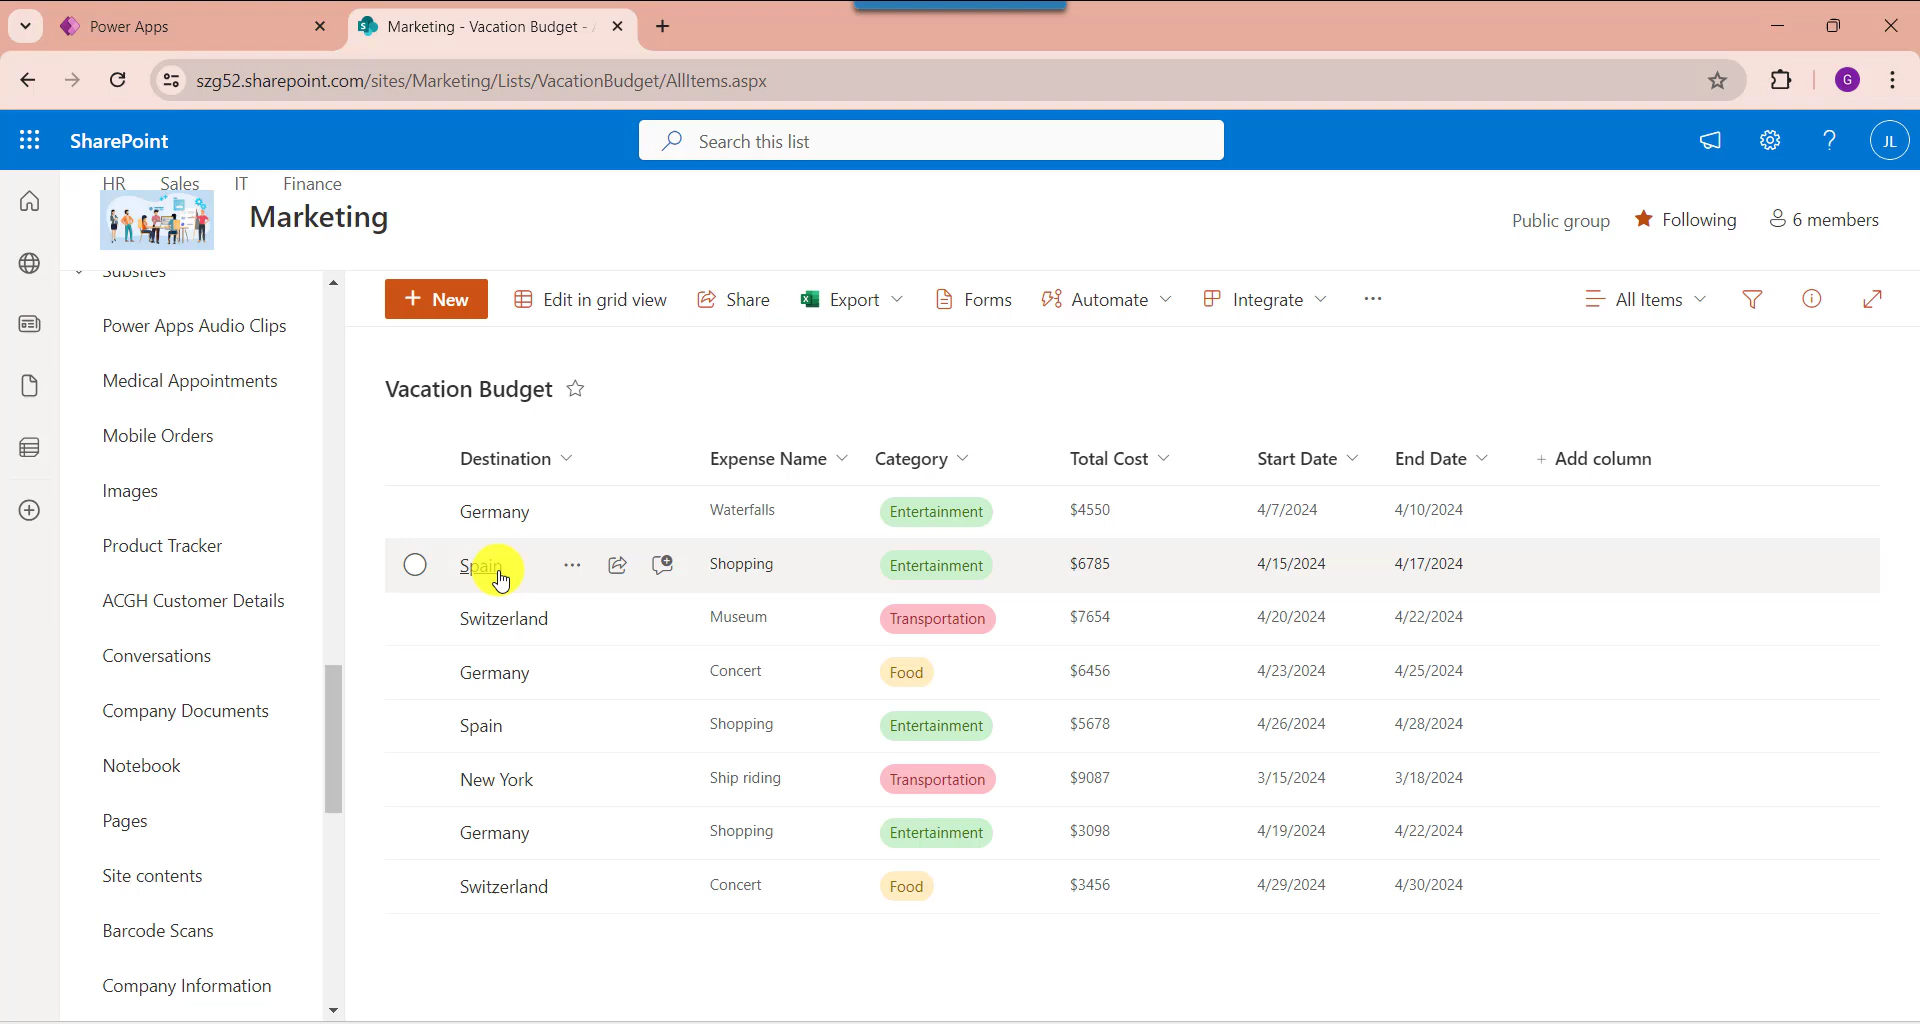 Power Apps
Marketing - Vacation Budget -
szg52.sharepoint.com/sites/Marketing/Lists/VacationBudget/AllItems.aspx
G
SharePoint
Search this list
JL
HR Sales IT Finance
Marketing
Public group Following 6 members
Subsites
Power Apps Audio Clips
Medical Appointments
Mobile Orders
Images
Product Tracker
ACGH Customer Details
Conversations
Company Documents
Notebook
Pages
Site contents
Barcode Scans
Company Information
+ New Edit in grid view Share Export Forms Automate Integrate ... All Items
Vacation Budget
Destination Expense Name Category Total Cost Start Date End Date + Add column
Germany Waterfalls Entertainment $4550 4/7/2024 4/10/2024
Spain ... Shopping Entertainment $6785 4/15/2024 4/17/2024
Switzerland Museum Transportation $7654 4/20/2024 4/22/2024
Germany Concert Food $6456 4/23/2024 4/25/2024
Spain Shopping Entertainment $5678 4/26/2024 4/28/2024
New York Ship riding Transportation $9087 3/15/2024 3/18/2024
Germany Shopping Entertainment $3098 4/19/2024 4/22/2024
Switzerland Concert Food $3456 4/29/2024 4/30/2024